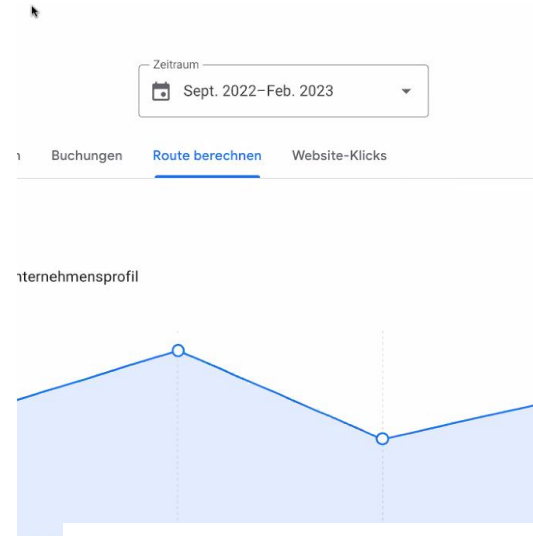 Zeitraum
Sept. 2022–Feb. 2023
n Buchungen Route berechnen Website-Klicks
nternehmensprofil